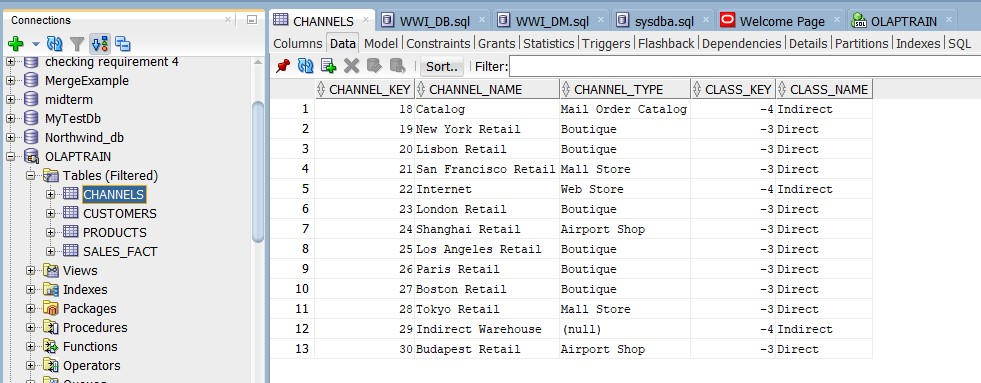 Connections
CHANNELS WWI_DB.sql WWI_DM.sql sysdba.sql Welcome Page OLAPTRAIN
Columns Data Model Constraints Grants Statistics Triggers Flashback Dependencies Details Partitions Indexes SQL
Sort.. Filter:
checking requirement 4
MergeExample
midterm
MyTestDb
Northwind_db
OLAPTRAIN
Tables (Filtered)
CHANNELS
CUSTOMERS
PRODUCTS
SALES_FACT
Views
Indexes
Packages
Procedures
Functions
Operators
Queues
CHANNEL_KEY CHANNEL_NAME CHANNEL_TYPE CLASS_KEY CLASS_NAME
1 18 Catalog Mail Order Catalog -4 Indirect
2 19 New York Retail Boutique -3 Direct
3 20 Lisbon Retail Boutique -3 Direct
4 21 San Francisco Retail Mall Store -3 Direct
5 22 Internet Web Store -4 Indirect
6 23 London Retail Boutique -3 Direct
7 24 Shanghai Retail Airport Shop -3 Direct
8 25 Los Angeles Retail Boutique -3 Direct
9 26 Paris Retail Boutique -3 Direct
10 27 Boston Retail Boutique -3 Direct
11 28 Tokyo Retail Mall Store -3 Direct
12 29 Indirect Warehouse (null) -4 Indirect
13 30 Budapest Retail Airport Shop -3 Direct